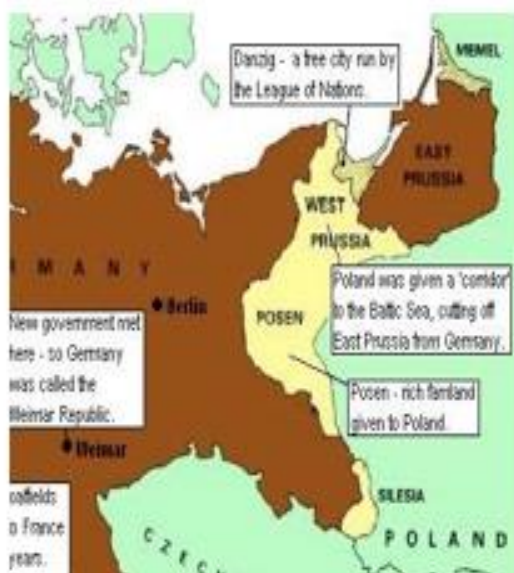 Danzig - a free city run by
the League of Nations.
MEMEL
EAST
PRUSSIA
WEST
PRUSSIA
R M A N Y
Berlin
POSEN
Poland was given a 'corridor'
to the Baltic Sea, cutting off
East Prussia from Germany.
New government met
here - so Germany
was called the
Weimar Republic.
Posen - rich farmland
given to Poland.
Weimar
SILESIA
oalfields
o France
years.
CZECH
POLAND